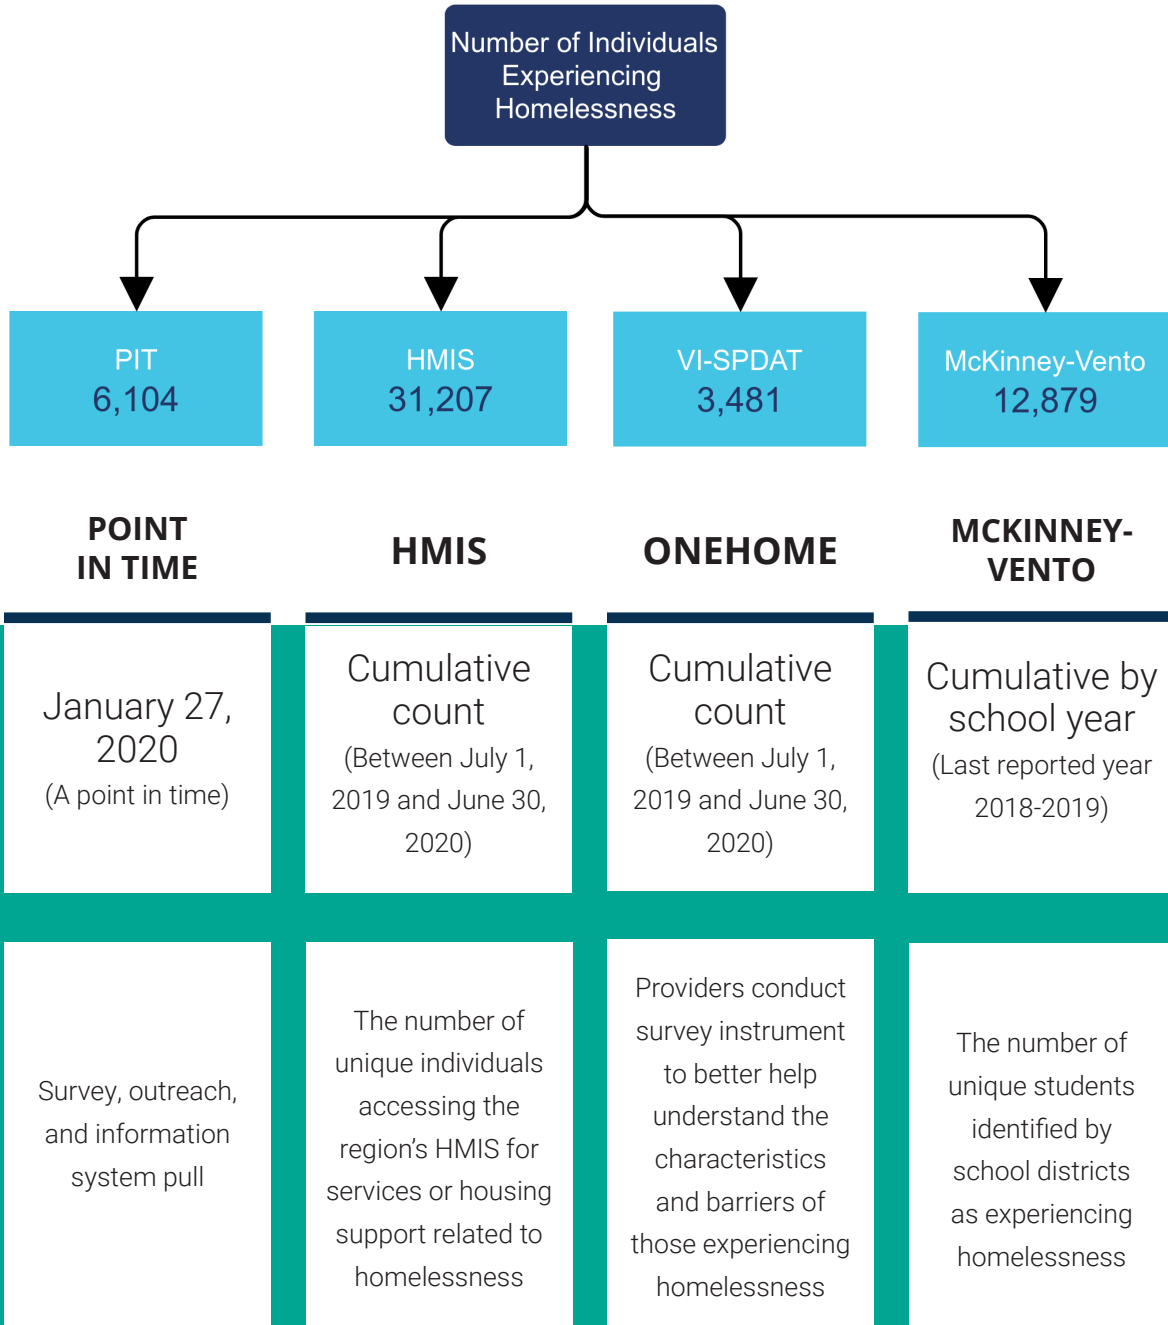 Number of Individuals
Experiencing
Homelessness
PIT
6,104
HMIS
31,207
VI-SPDAT
3,481
McKinney-Vento
12,879
POINT
IN TIME
HMIS
ONEHOME
MCKINNEY-
VENTO
January 27,
2020
(A point in time)
Cumulative
count
(Between July 1,
2019 and June 30,
2020)
Cumulative
count
(Between July 1,
2019 and June 30,
2020)
Cumulative by
school year
(Last reported year
2018-2019)
Survey, outreach,
and information
system pull
The number of
unique individuals
accessing the
region’s HMIS for
services or housing
support related to
homelessness
Providers conduct
survey instrument
to better help
understand the
characteristics
and barriers of
those experiencing
homelessness
The number of
unique students
identified by
school districts
as experiencing
homelessness